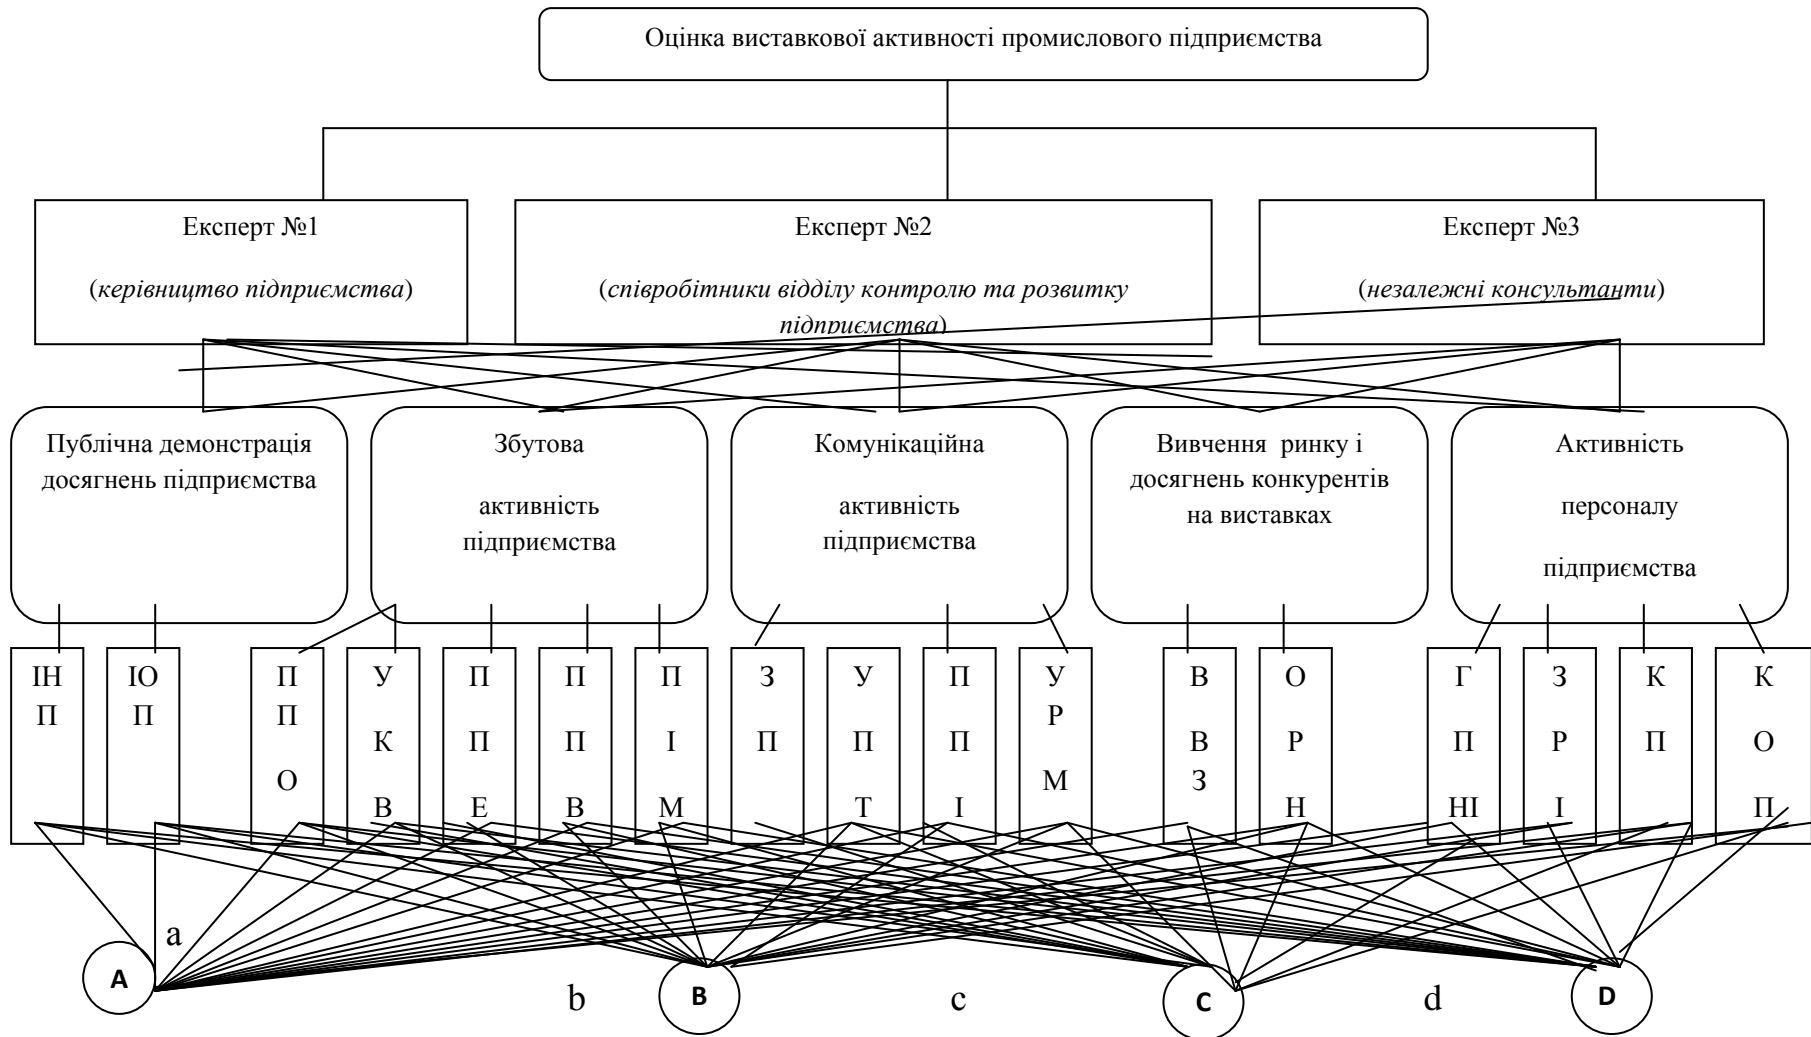 Оцінка виставкової активності промислового підприємства
Експерт №1
(керівництво підприємства)
Експерт №2
(співробітники відділу контролю та розвитку
підприємства)
Експерт №3
(незалежні консультанти)
Публічна демонстрація
досягнень підприємства
Збутова
активність
підприємства
Комунікаційна
активність
підприємства
Вивчення ринку і
досягнень конкурентів
на виставках
Активність
персоналу
підприємства
ІН
П
ІО
П
П
П
О
У
К
В
П
П
Е
П
П
В
П
І
М
З
П
У
П
Т
П
П
І
У
Р
М
В
В
З
О
Р
Н
Г
П
НІ
З
Р
І
К
П
К
О
П
a
b
c
d
A
B
C
D